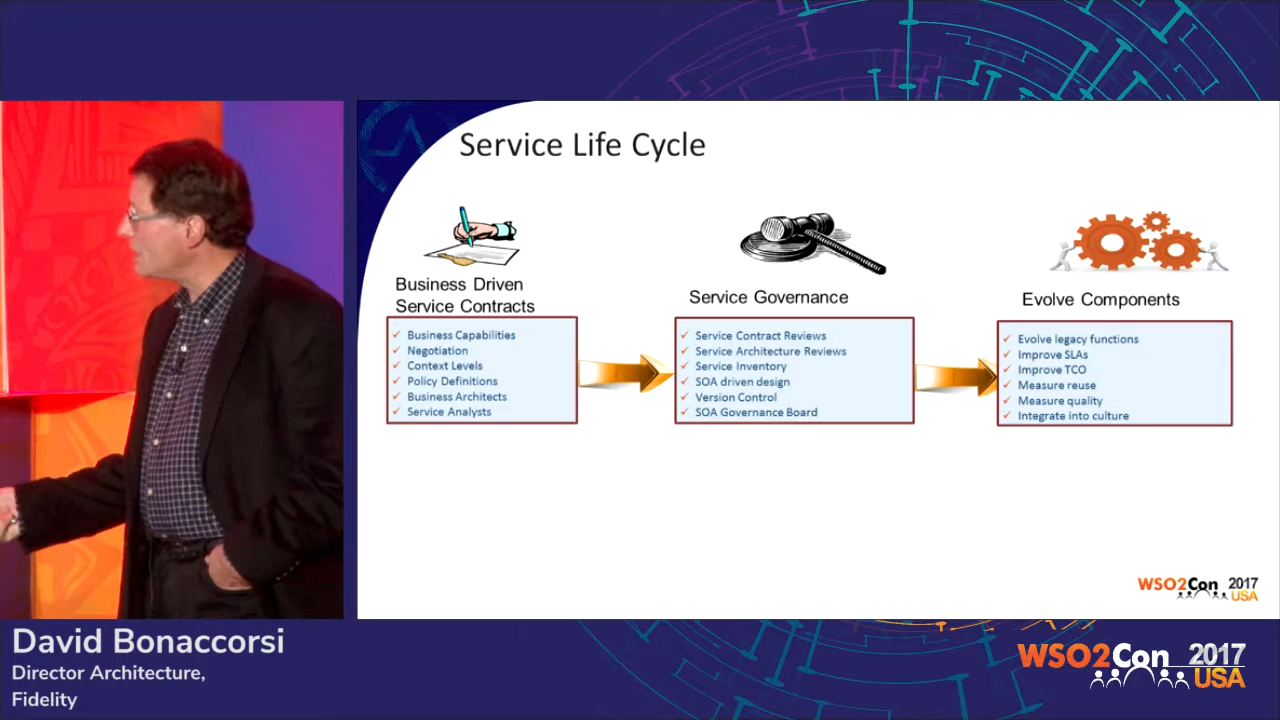 Service Life Cycle
Business Driven
Service Contracts
✓ Business Capabilities
✓ Negotiation
✓ Context Levels
✓ Policy Definitions
✓ Business Architects
✓ Service Analysts
Service Governance
✓ Service Contract Reviews
✓ Service Architecture Reviews
✓ Service Inventory
✓ SOA driven design
✓ Version Control
✓ SOA Governance Board
Evolve Components
✓ Evolve legacy functions
✓ Improve SLAs
✓ Improve TCO
✓ Measure reuse
✓ Measure quality
✓ Integrate into culture
WSO2Con 2017
USA
David Bonaccorsi
Director Architecture,
Fidelity
WSO2Con 2017
USA